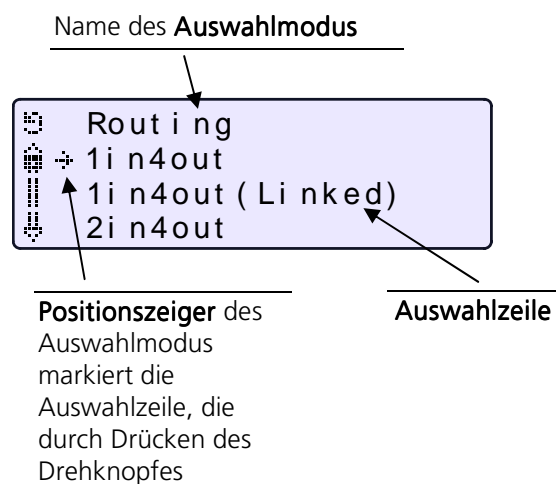 Name des Auswahlmodus
Routing
1in4out
1in4out(Linked)
2in4out
Positionszeiger des
Auswahlmodus
markiert die
Auswahlzeile, die
durch Drücken des
Drehknopfes
Auswahlzeile